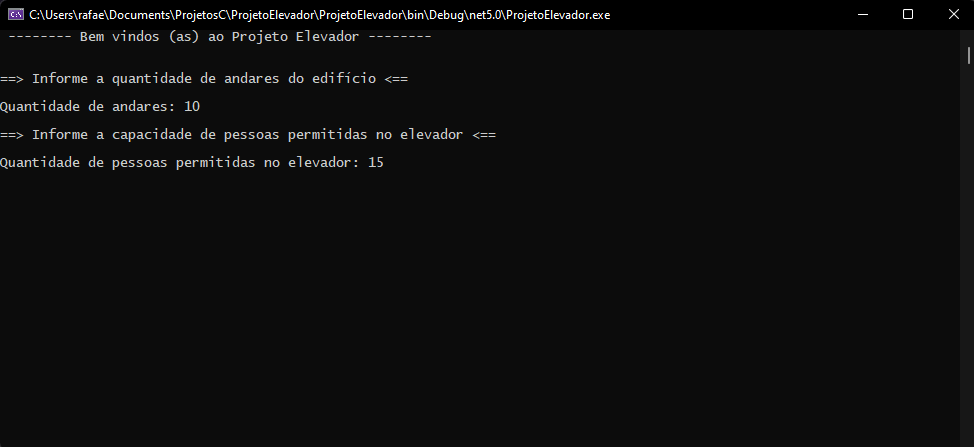 C:\Users\rafae\Documents\ProjetosC\ProjetoElevador\ProjetoElevador\bin\Debug\net5.0\ProjetoElevador.exe
-------- Bem vindos (as) ao Projeto Elevador --------
==> Informe a quantidade de andares do edifício <==
Quantidade de andares: 10
==> Informe a capacidade de pessoas permitidas no elevador <==
Quantidade de pessoas permitidas no elevador: 15